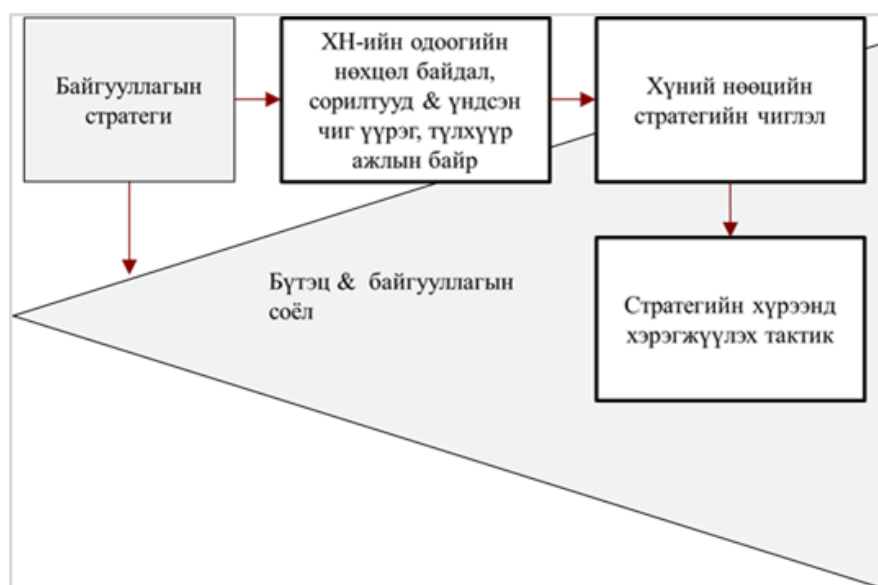 Байгууллагын
стратеги
ХН-ийн одоогийн
нөхцөл байдал,
сорилтууд & үндсэн
чиг үүрэг, түлхүүр
ажлын байр
Хүний нөөцийн
стратегийн чиглэл
Бүтэц & байгууллагын
соёл
Стратегийн хүрээнд
хэрэгжүүлэх тактик